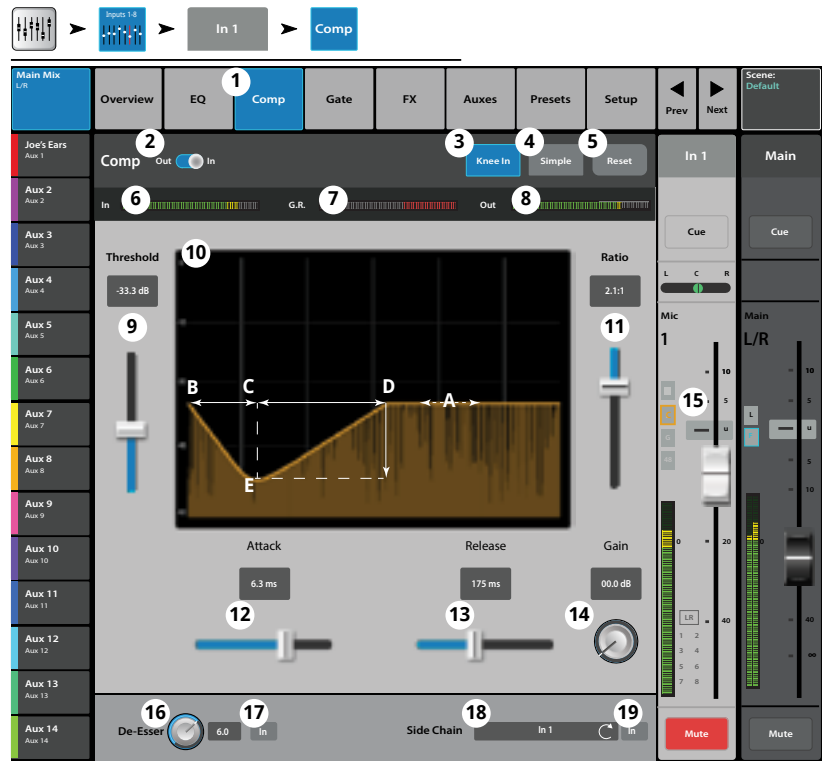 Inputs 1-8
In 1
Comp
Main Mix
L/R
Overview
EQ
1
Comp
Gate
FX
Auxes
Presets
Setup
Prev
Next
Scene:
Default
Joe's Ears
Aux 1
Aux 2
Aux 2
Aux 3
Aux 3
Aux 4
Aux 4
Aux 5
Aux 5
Aux 6
Aux 6
Aux 7
Aux 7
Aux 8
Aux 8
Aux 9
Aux 9
Aux 10
Aux 10
Aux 11
Aux 11
Aux 12
Aux 12
Aux 13
Aux 13
Aux 14
Aux 14
Comp
2
Out
In
3
Knee In
4
Simple
5
Reset
In
6
G.R.
7
Out
8
Threshold
-33.3 dB
9
10
B
C
D
A
E
Ratio
2.1:1
11
Attack
6.3 ms
12
Release
175 ms
13
Gain
00.0 dB
14
De-Esser
16
6.0
17
In
Side Chain
18
In 1
19
In
In 1
Cue
L C R
Mic
1
10
5
15
U
5
10
0
20
LR
40
1 2
3 4
5 6
7 8
Mute
Main
Cue
Main
L/R
10
5
L
U
5
10
0
20
40
∞
Mute